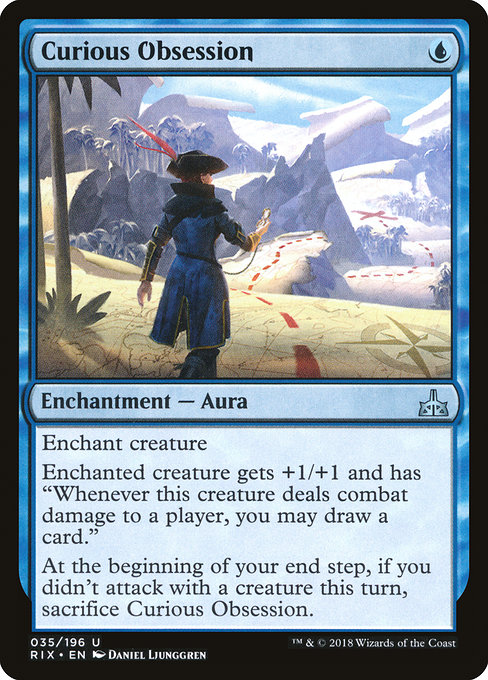 Curious Obsession
Enchantment — Aura
Enchant creature
Enchanted creature gets +1/+1 and has
“Whenever this creature deals combat
damage to a player, you may draw a
card.”
At the beginning of your end step, if you
didn’t attack with a creature this turn,
sacrifice Curious Obsession.
035/196 U
RIX • EN Daniel Ljunggren
™ & © 2018 Wizards of the Coast